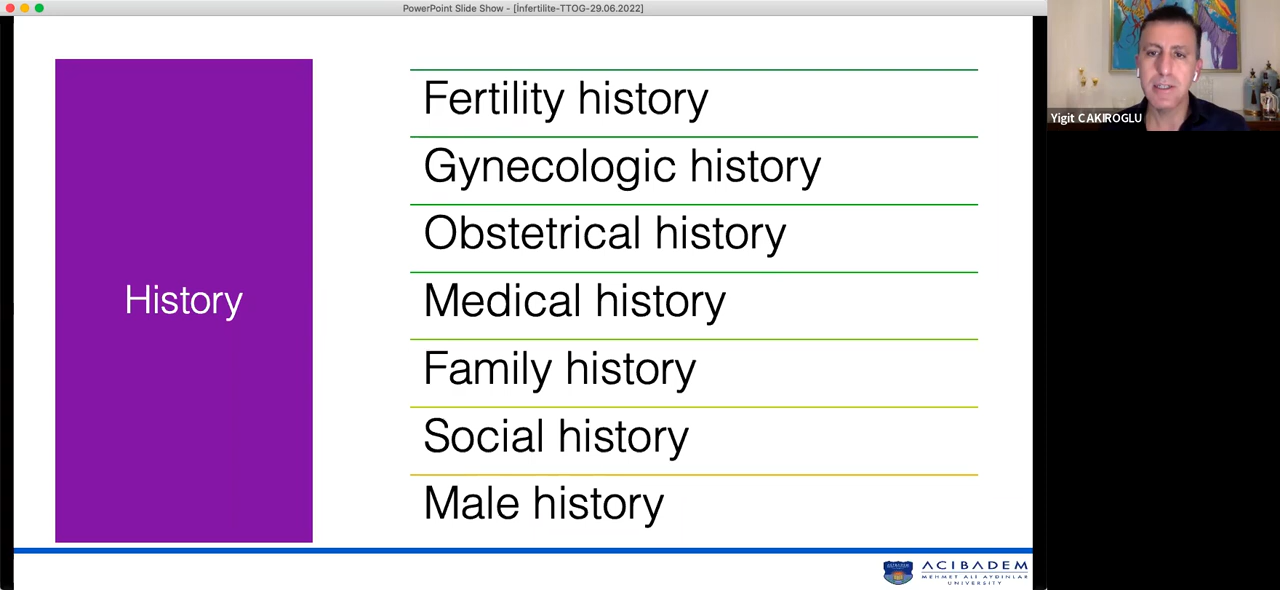 PowerPoint Slide Show - [İnfertilite-TTOG-29.06.2022]
Yigit CAKIROGLU
History
Fertility history
Gynecologic history
Obstetrical history
Medical history
Family history
Social history
Male history
ACIBADEM
MEHMET ALİ AYDINLAR
UNIVERSITY